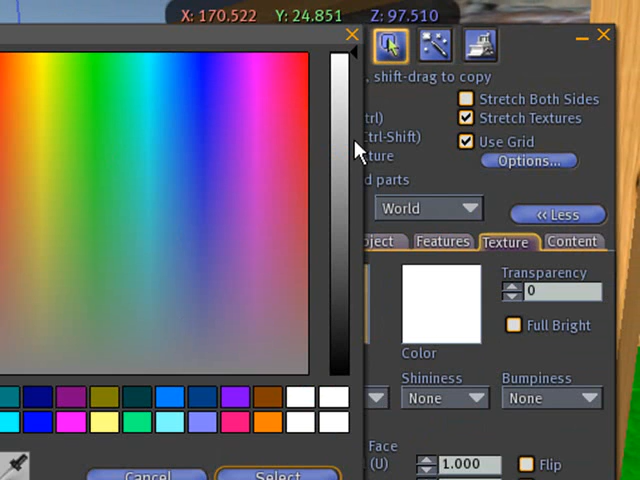 X: 170.522 Y: 24.851 Z: 97.510
, shift-drag to copy
Stretch Both Sides
trl) Stretch Textures
Ctrl-Shift) Use Grid
ture Options...
d parts
World << Less
bject Features Texture Content
Transparency
0
Full Bright
Color
Shininess Bumpiness
None None
Face
(U) 1.000 Flip
Cancel Select